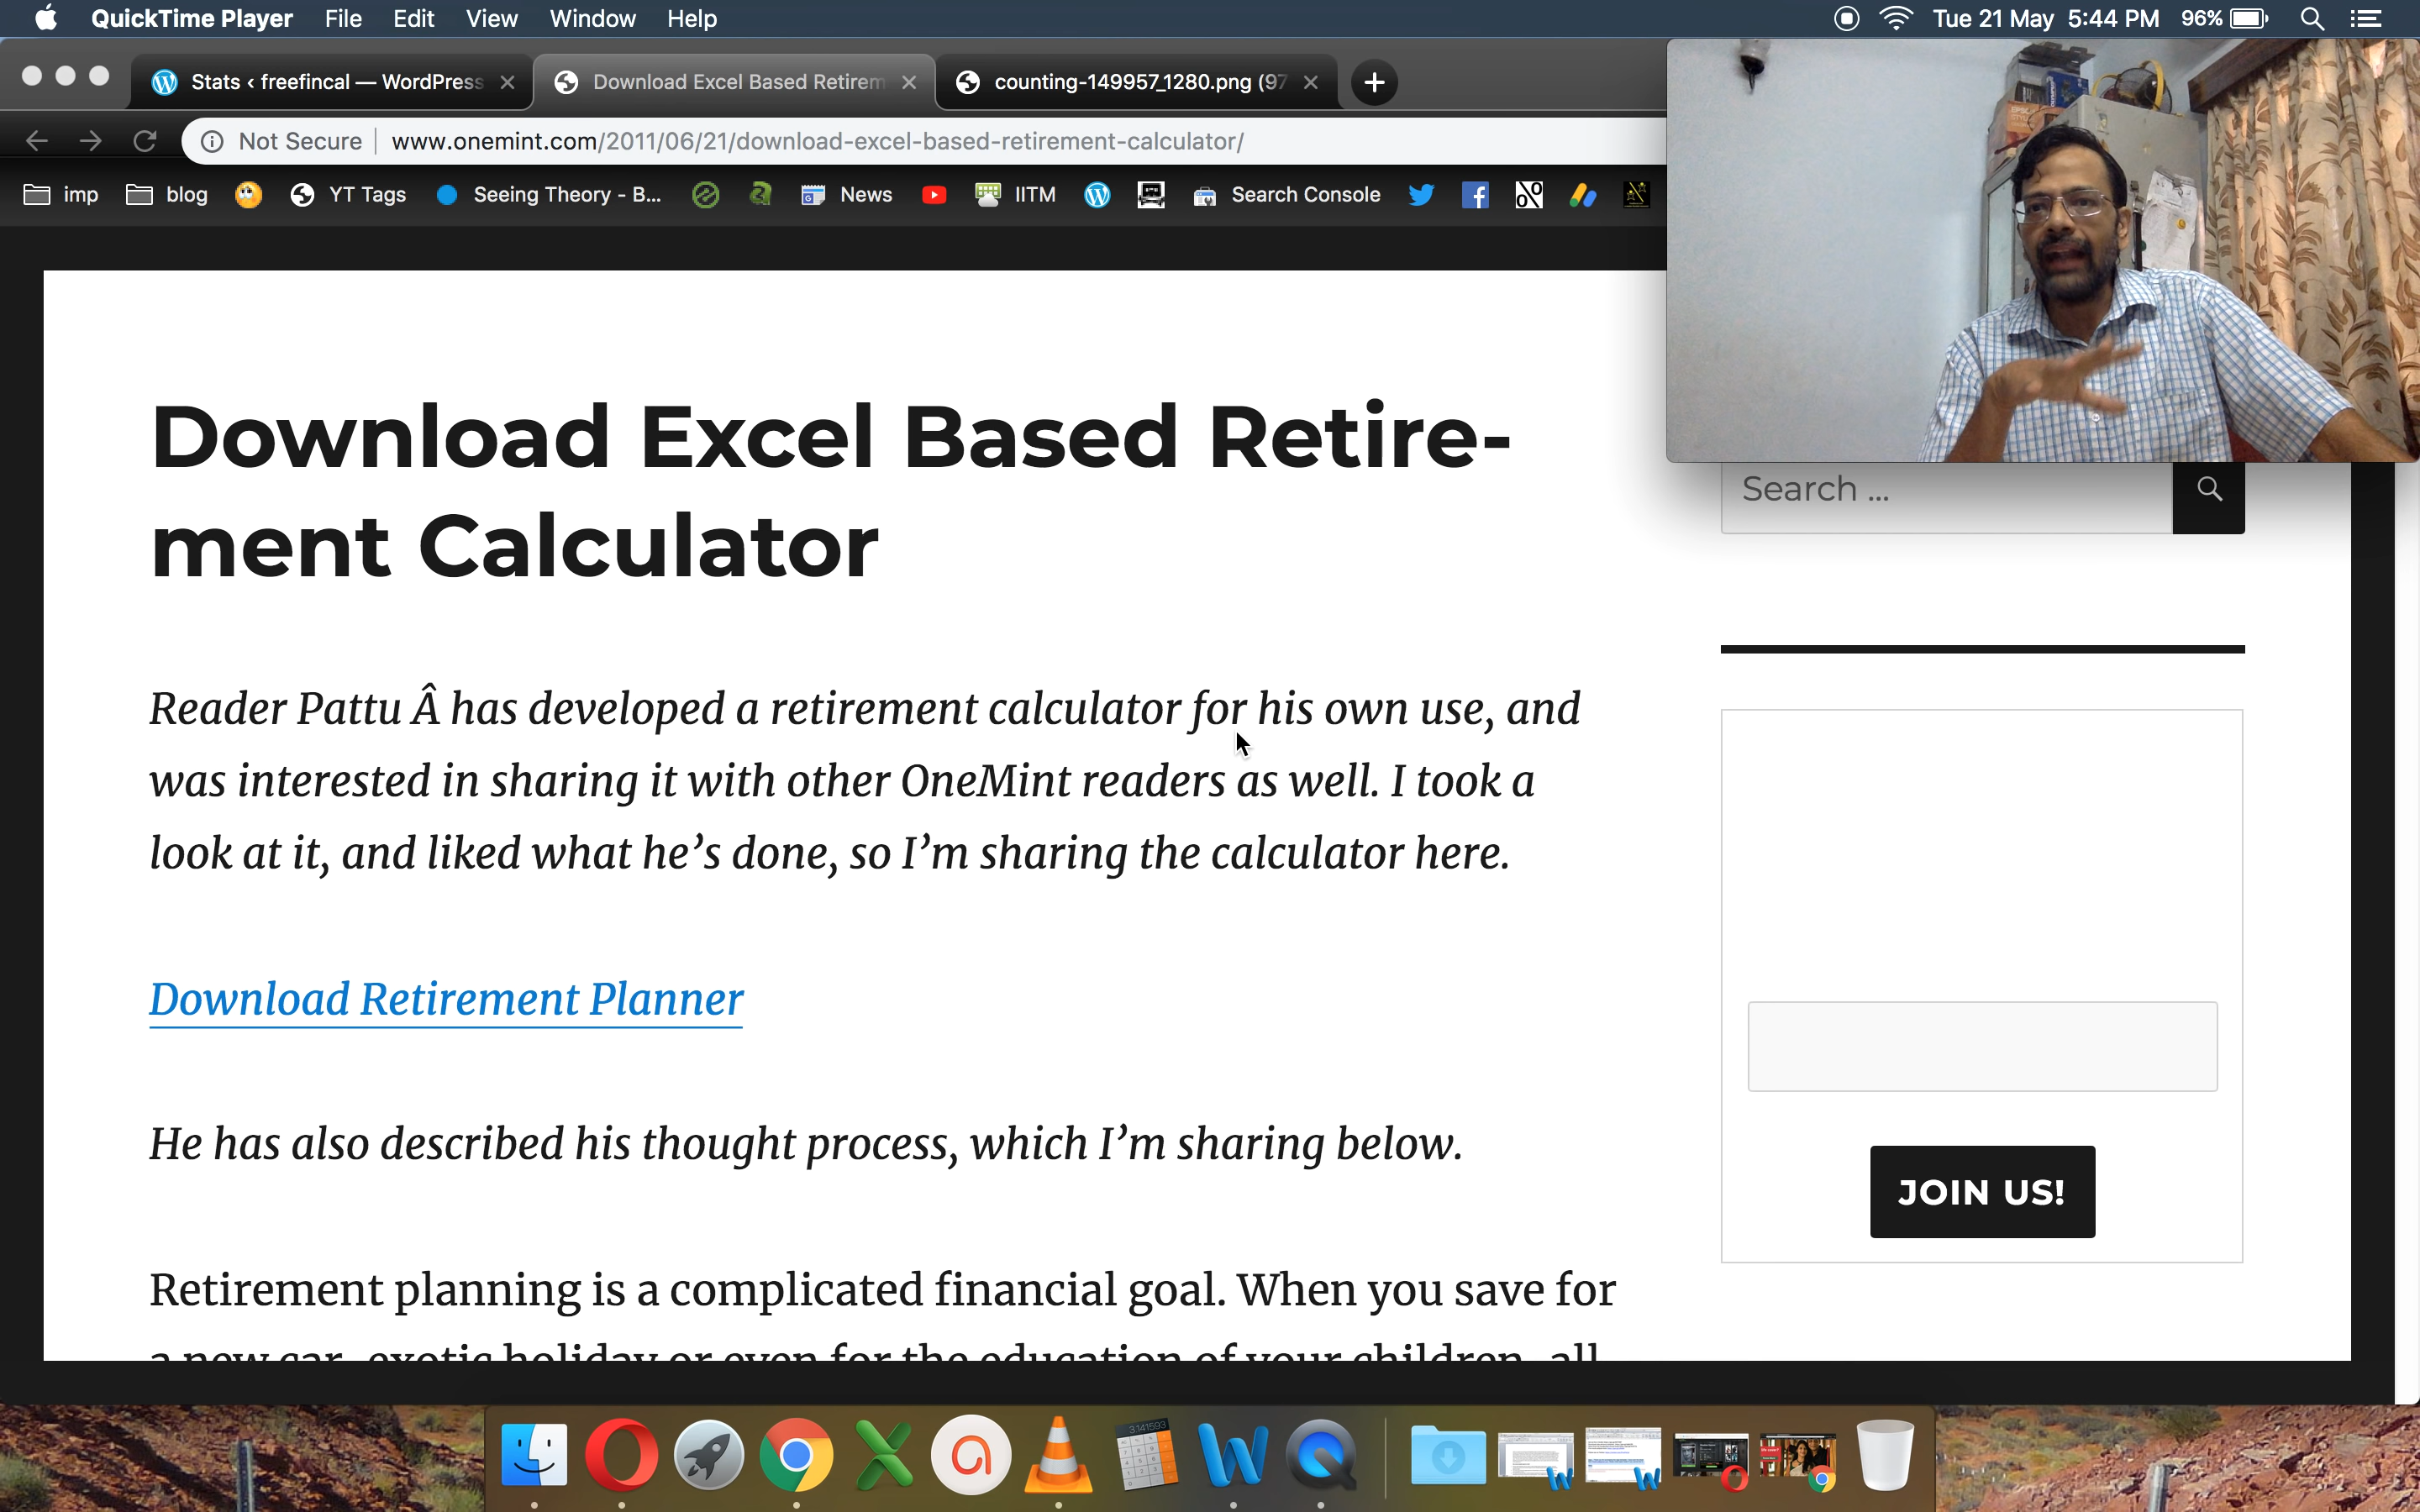 QuickTime Player File Edit View Window Help
Tue 21 May 5:44 PM 96%
Stats ‹ freefincal — WordPress
Download Excel Based Retirem
counting-149957_1280.png (97
Not Secure www.onemint.com/2011/06/21/download-excel-based-retirement-calculator/
imp blog YT Tags Seeing Theory - B... News IITM Search Console
Download Excel Based Retire-
ment Calculator
Reader Pattu Â has developed a retirement calculator for his own use, and
was interested in sharing it with other OneMint readers as well. I took a
look at it, and liked what he’s done, so I’m sharing the calculator here.
Download Retirement Planner
He has also described his thought process, which I’m sharing below.
Retirement planning is a complicated financial goal. When you save for
a new car, exotic holiday or even for the education of your children, all
Search ...
JOIN US!
3.141593